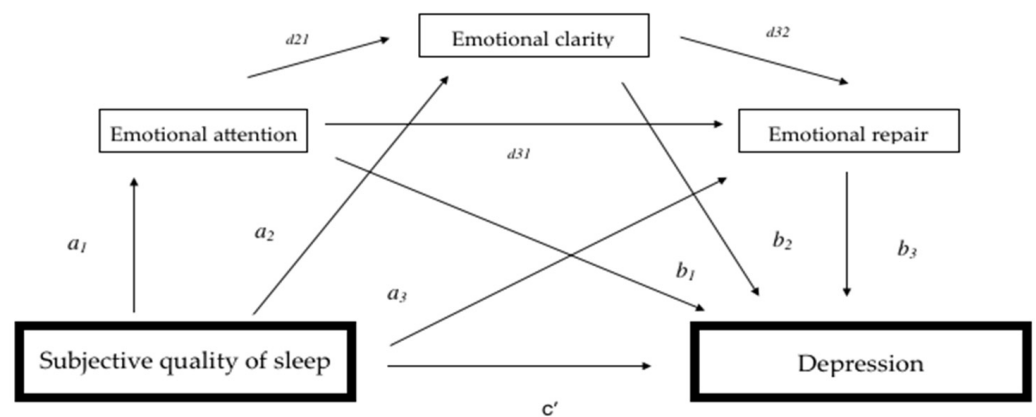 Emotional clarity
d21
d32
Emotional attention
Emotional repair
d31
a1
a2
a3
b1
b2
b3
Subjective quality of sleep
Depression
c′